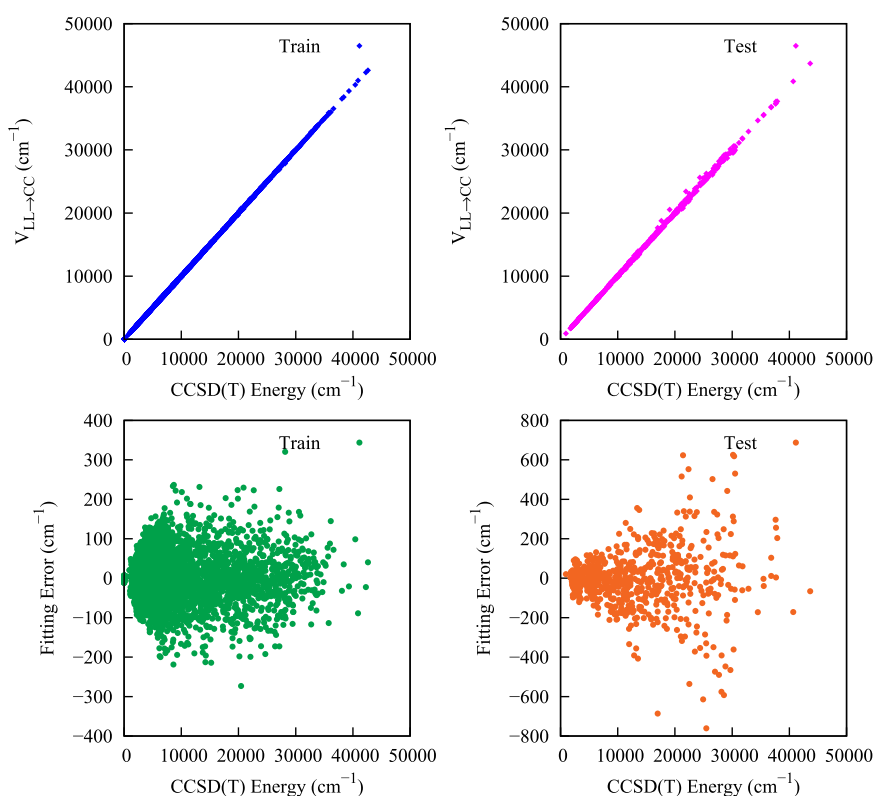 50000
40000
30000
20000
10000
0
V_LL→CC (cm⁻¹)
Train
0 10000 20000 30000 40000 50000
CCSD(T) Energy (cm⁻¹)
50000
40000
30000
20000
10000
0
V_LL→CC (cm⁻¹)
Test
0 10000 20000 30000 40000 50000
CCSD(T) Energy (cm⁻¹)
400
300
200
100
0
−100
−200
−300
−400
Fitting Error (cm⁻¹)
Train
0 10000 20000 30000 40000 50000
CCSD(T) Energy (cm⁻¹)
800
600
400
200
0
−200
−400
−600
−800
Fitting Error (cm⁻¹)
Test
0 10000 20000 30000 40000 50000
CCSD(T) Energy (cm⁻¹)